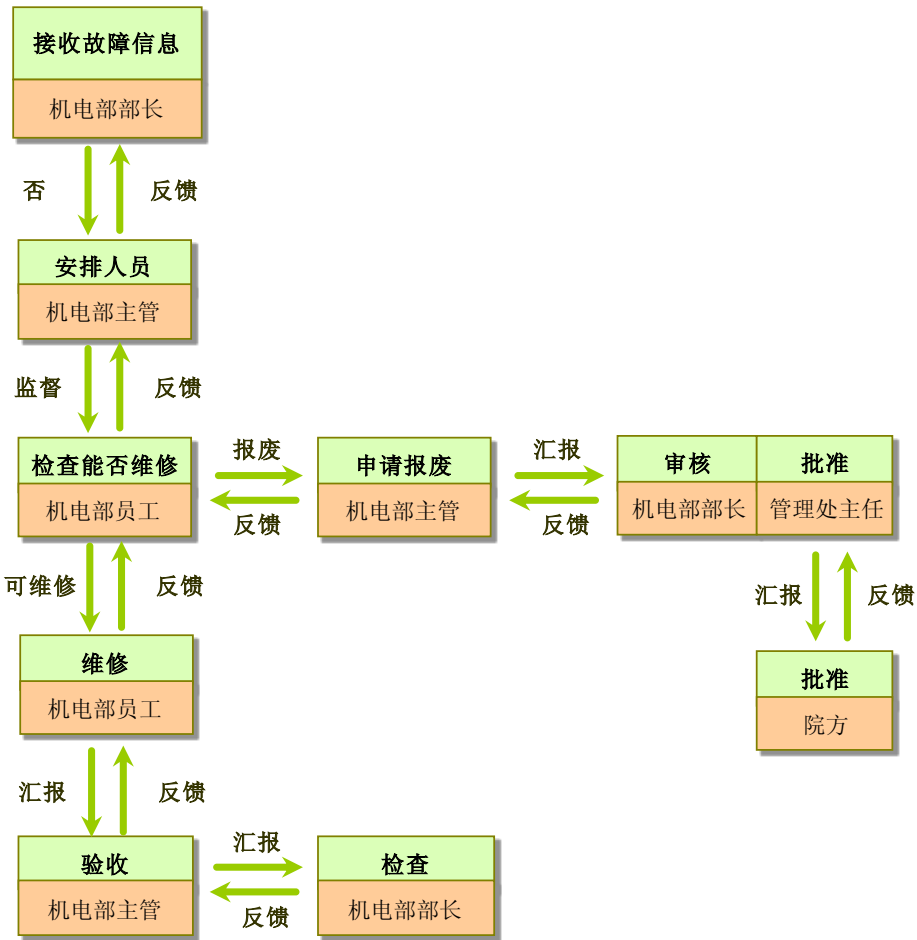 接收故障信息
机电部部长
否
反馈
安排人员
机电部主管
监督
反馈
检查能否维修
机电部员工
报废
反馈
申请报废
机电部主管
汇报
反馈
审核
批准
机电部部长
管理处主任
可维修
反馈
汇报
反馈
维修
机电部员工
批准
院方
汇报
反馈
验收
机电部主管
汇报
反馈
检查
机电部部长